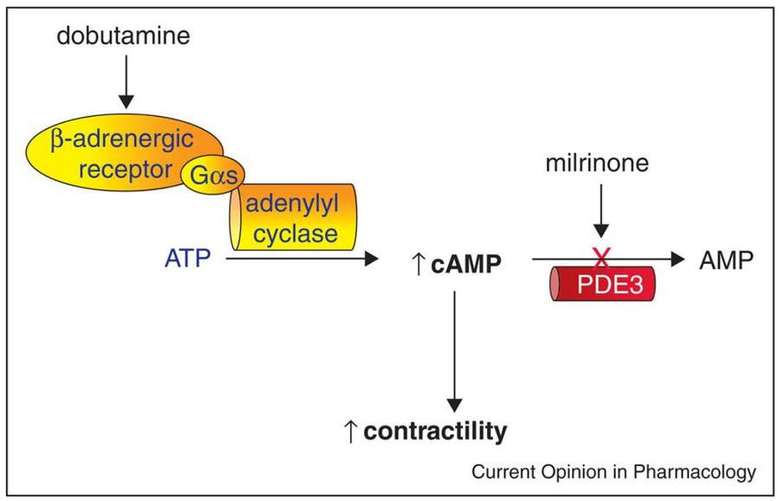 dobutamine
β-adrenergic
receptor
Gαs
adenylyl
cyclase
milrinone
ATP
↑ cAMP
X
AMP
PDE3
↑ contractility
Current Opinion in Pharmacology